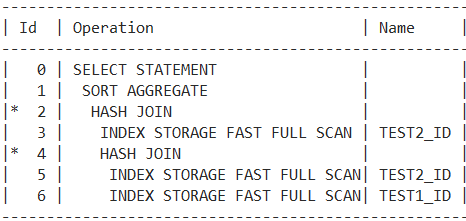 --------------------------------------------------------
| Id  | Operation                        | Name     |
--------------------------------------------------------
|   0 | SELECT STATEMENT                 |          |
|   1 |  SORT AGGREGATE                  |          |
|*  2 |   HASH JOIN                      |          |
|   3 |    INDEX STORAGE FAST FULL SCAN  | TEST2_ID |
|*  4 |    HASH JOIN                     |          |
|   5 |     INDEX STORAGE FAST FULL SCAN| TEST2_ID |
|   6 |     INDEX STORAGE FAST FULL SCAN| TEST1_ID |
--------------------------------------------------------